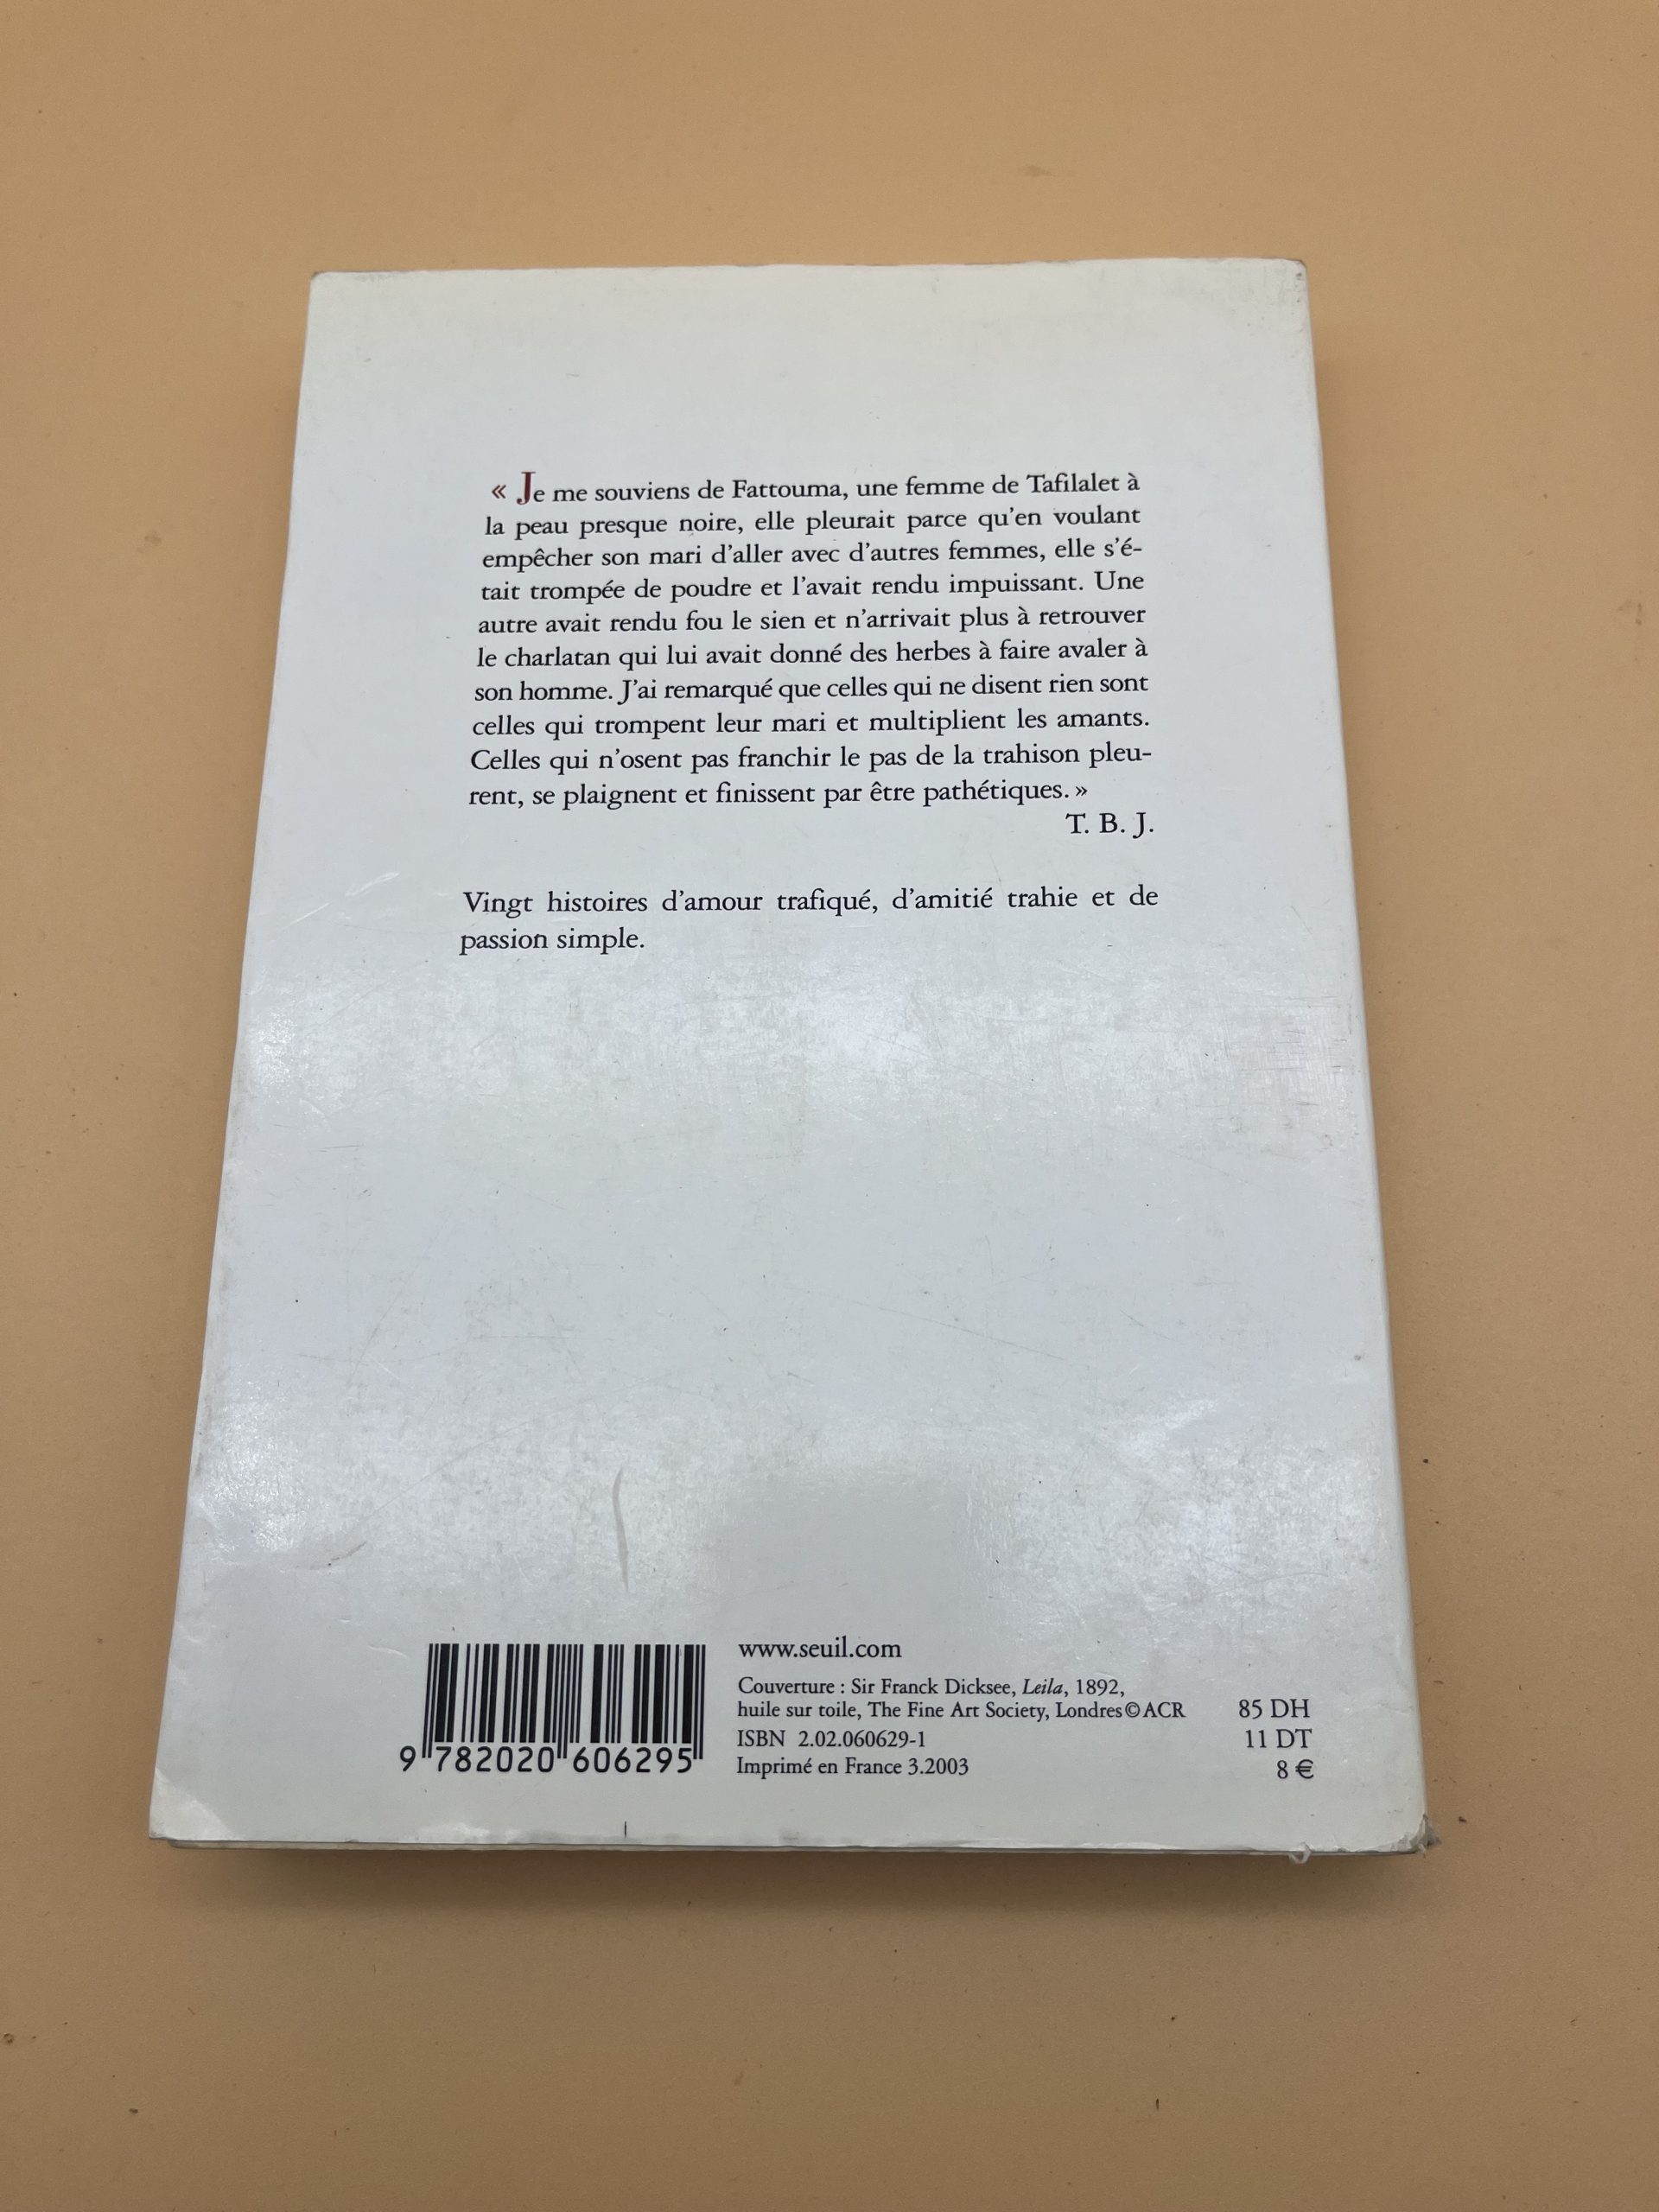 « Je me souviens de Fattouma, une femme de Tafilalet à
la peau presque noire, elle pleurait parce qu'en voulant
empêcher son mari d'aller avec d'autres femmes, elle s'é-
tait trompée de poudre et l'avait rendu impuissant. Une
autre avait rendu fou le sien et n'arrivait plus à retrouver
le charlatan qui lui avait donné des herbes à faire avaler à
son homme. J'ai remarqué que celles qui ne disent rien sont
celles qui trompent leur mari et multiplient les amants.
Celles qui n'osent pas franchir le pas de la trahison pleu-
rent, se plaignent et finissent par être pathétiques. »
T. B. J.
Vingt histoires d'amour trafiqué, d'amitié trahie et de
passion simple.
www.seuil.com
Couverture : Sir Franck Dicksee, Leila, 1892,
huile sur toile, The Fine Art Society, Londres © ACR
ISBN 2.02.060629-1
Imprimé en France 3.2003
85 DH
11 DT
8 €
9 782020 606295